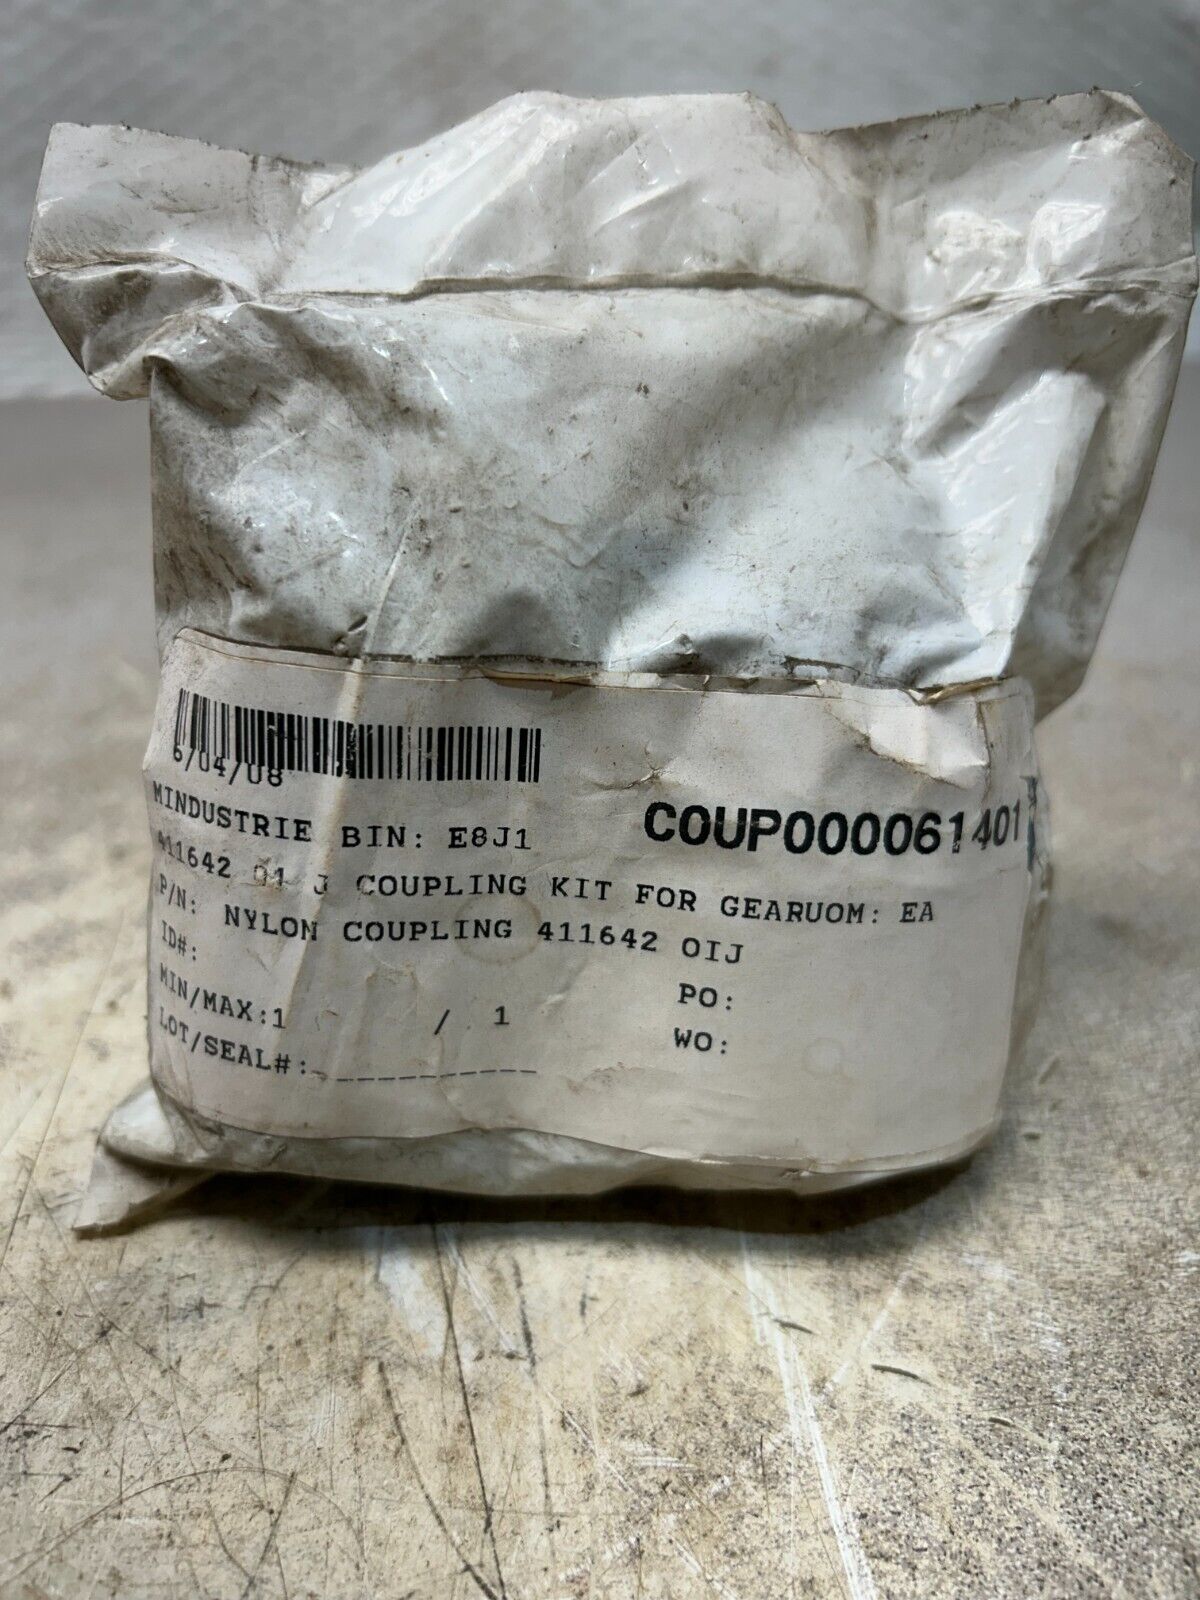 6/04/08
MINDUSTRIE BIN: E8J1 COUP000061401
411642 01 J COUPLING KIT FOR GEARUOM: EA
P/N: NYLON COUPLING 411642 OIJ
ID#: PO:
MIN/MAX:1 / 1 WO:
LOT/SEAL#:__________